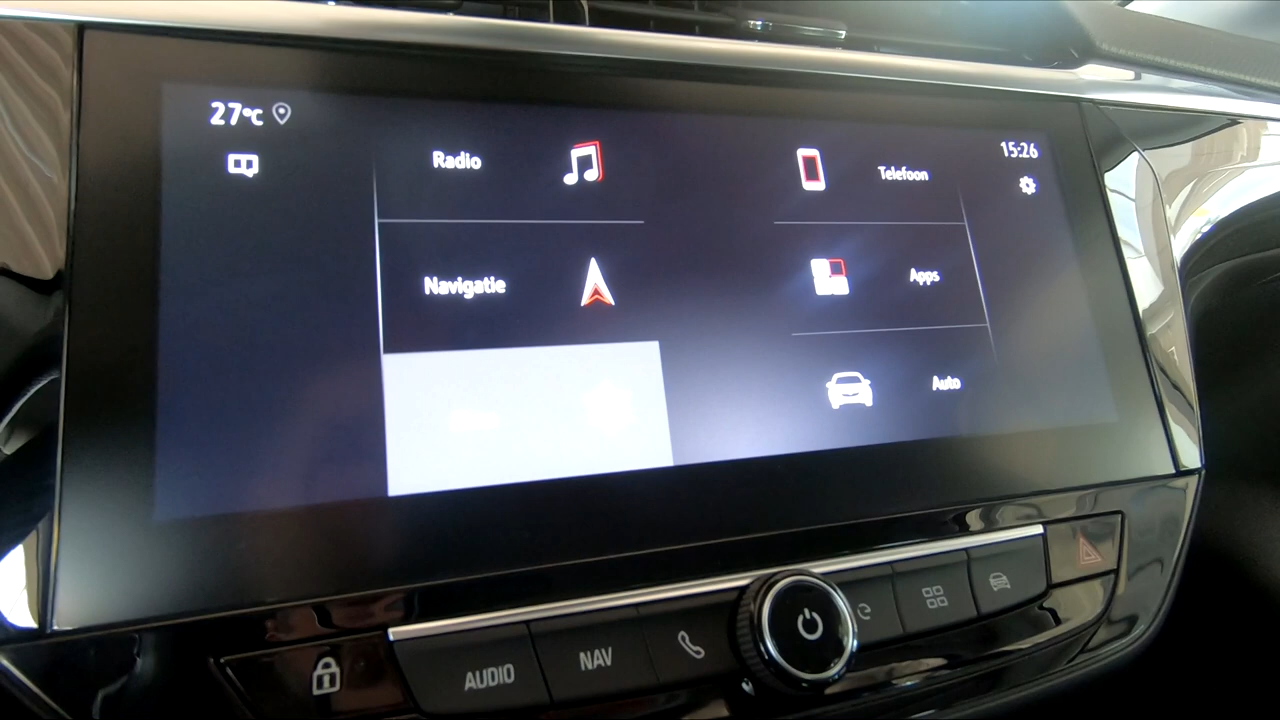 27°C
15:26
Radio
Telefoon
Navigatie
Apps
Auto
AUDIO
NAV